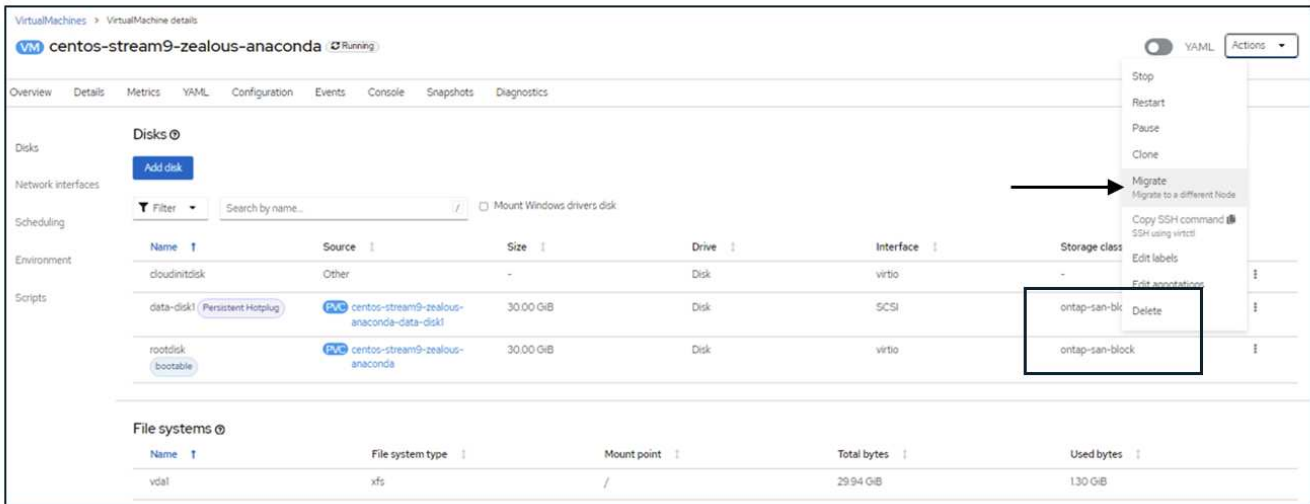 VirtualMachines > VirtualMachine details
VM centos-stream9-zealous-anaconda Running
YAML Actions
Overview Details Metrics YAML Configuration Events Console Snapshots Diagnostics
Stop
Restart
Pause
Clone
Migrate
Migrate to a different Node
Copy SSH command
SSH using virtctl
Edit labels
Edit annotations
Delete
Disks
Network interfaces
Scheduling
Environment
Scripts
Disks
Add disk
Filter Search by name... / Mount Windows drivers disk
Name Source Size Drive Interface Storage class
cloudinitdisk Other - Disk virtio -
data-disk1 Persistent Hotplug PVC centos-stream9-zealous- 30.00 GiB Disk SCSI ontap-san-blo
anaconda-data-disk1
rootdisk PVC centos-stream9-zealous- 30.00 GiB Disk virtio ontap-san-block
bootable anaconda
File systems
Name File system type Mount point Total bytes Used bytes
vda1 xfs / 29.94 GiB 1.30 GiB